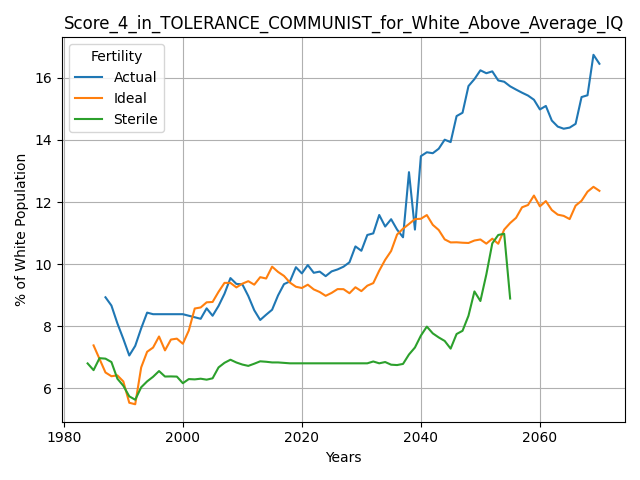 Score_4_in_TOLERANCE_COMMUNIST_for_White_Above_Average_IQ
Fertility
Actual
Ideal
Sterile
% of White Population
16
14
12
10
8
6
1980
2000
2020
2040
2060
Years